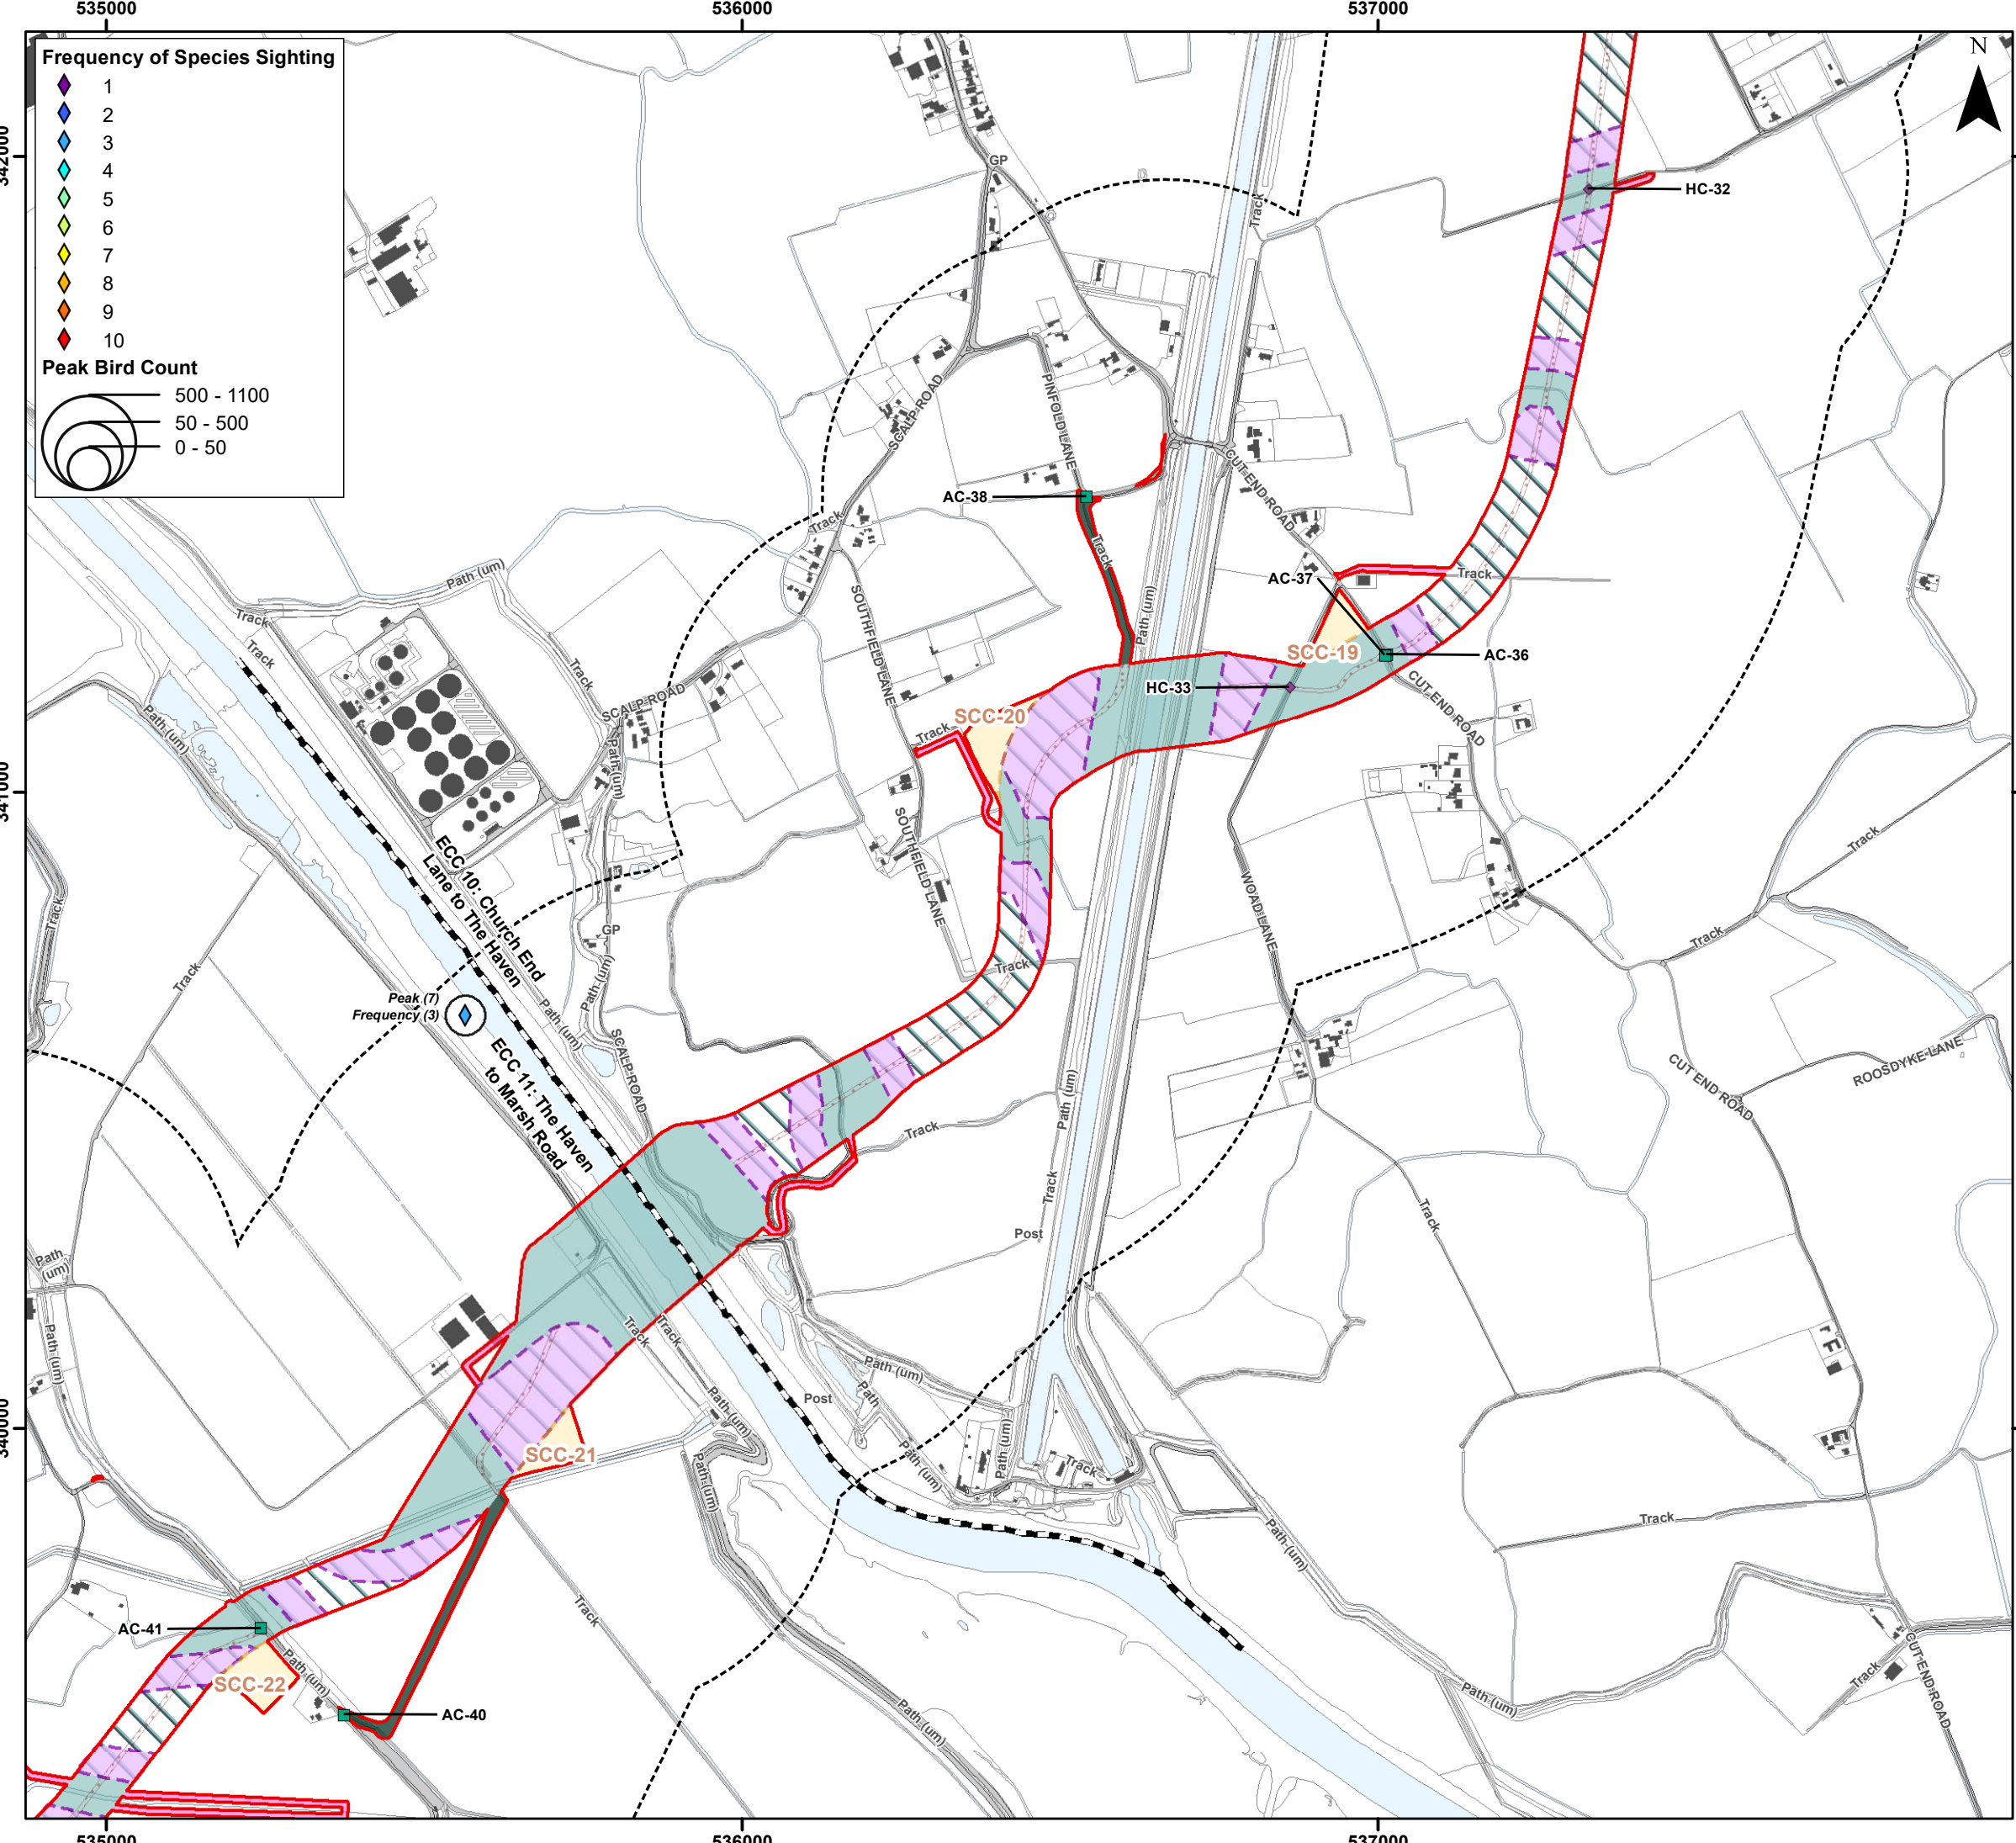 535000
536000
537000
Frequency of Species Sighting
1
2
3
4
5
6
7
8
9
10
Peak Bird Count
500 - 1100
50 - 500
0 - 50
N
342000
GP
Track
HC-32
SCALP ROAD
PINFOLD LANE
CUT END ROAD
AC-38
Track
Track
Path (um)
AC-37
Track
Path (um)
Track
Track
SOUTHFIELD LANE
SCC-19
AC-36
Track
HC-33
CUT END ROAD
SCALP ROAD
SCC-20
Track
Path (um)
Path (um)
341000
SOUTHFIELD LANE
Track
ECC 10: Church End
Lane to The Haven
WOAD LANE
Track
GP
Track
Track
Track
Path (um)
Peak (7)
Frequency (3)
Path (um)
ECC 11: The Haven
to Marsh Road
SCALP ROAD
ROOSDYKE LANE
CUT END ROAD
Path (um)
Track
Track
Track
Post
Path
(um)
Path (um)
Track
Track
Path (um)
Path
Post
Path (um)
340000
SCC-21
Path (um)
Path (um)
Path (um)
Track
Track
Path (um)
Track
AC-41
Path (um)
SCC-22
AC-40
Path (um)
Path (um)
Track
CUT END ROAD
535000
536000
537000